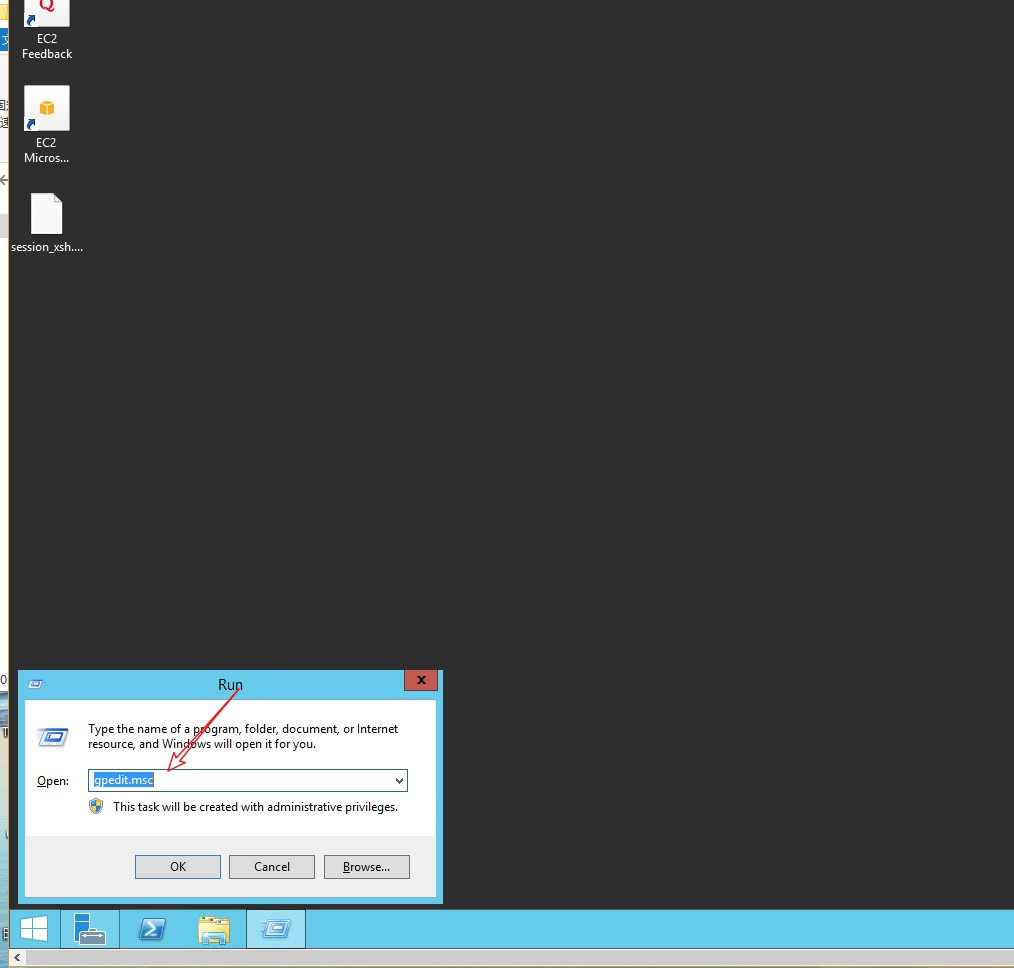 EC2
Feedback
EC2
Micros...
session_xsh....
Run
x
Type the name of a program, folder, document, or Internet
resource, and Windows will open it for you.
Open:
gpedit.msc
This task will be created with administrative privileges.
OK
Cancel
Browse...